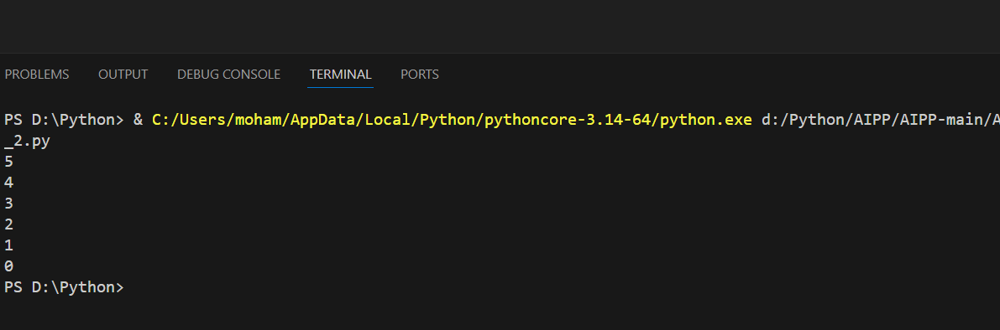 PROBLEMS OUTPUT DEBUG CONSOLE TERMINAL PORTS
PS D:\Python> & C:/Users/moham/AppData/Local/Python/pythoncore-3.14-64/python.exe d:/Python/AIPP/AIPP-main/A
_2.py
5
4
3
2
1
0
PS D:\Python>